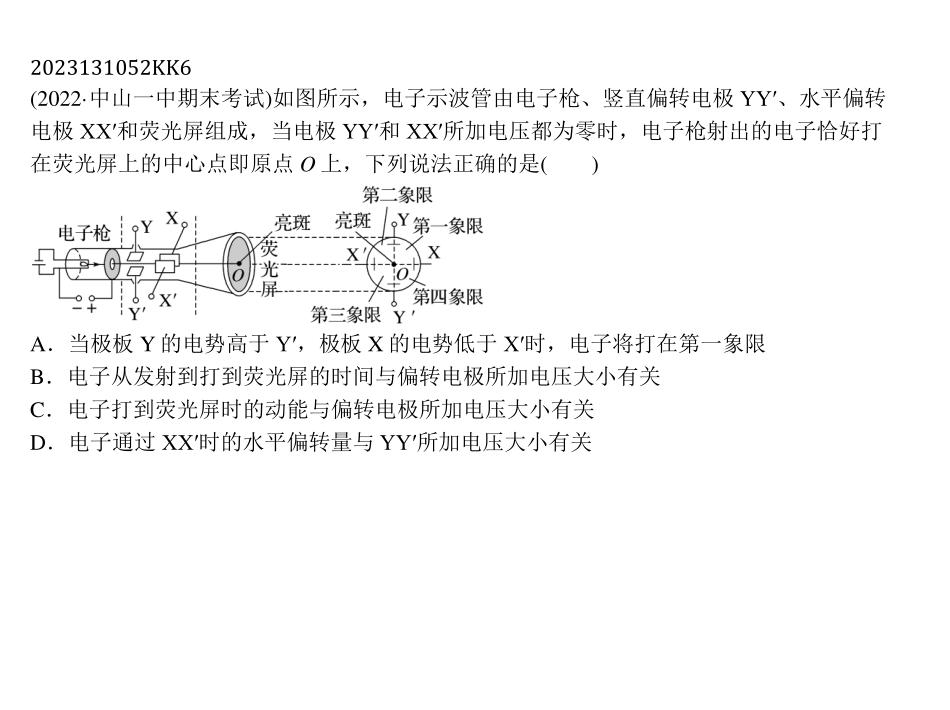 2023131052KK6
(2022·中山一中期末考试)如图所示，电子示波管由电子枪、竖直偏转电极 YY′、水平偏转
电极 XX′和荧光屏组成，当电极 YY′和 XX′所加电压都为零时，电子枪射出的电子恰好打
在荧光屏上的中心点即原点 O 上，下列说法正确的是(　　)
第二象限
电子枪 Y X 亮斑 亮斑 Y 第一象限
荧光屏 X′ X
O O
− + Y′ X′ 第四象限
第三象限 Y′
A．当极板 Y 的电势高于 Y′，极板 X 的电势低于 X′时，电子将打在第一象限
B．电子从发射到打到荧光屏的时间与偏转电极所加电压大小有关
C．电子打到荧光屏时的动能与偏转电极所加电压大小有关
D．电子通过 XX′时的水平偏转量与 YY′所加电压大小有关